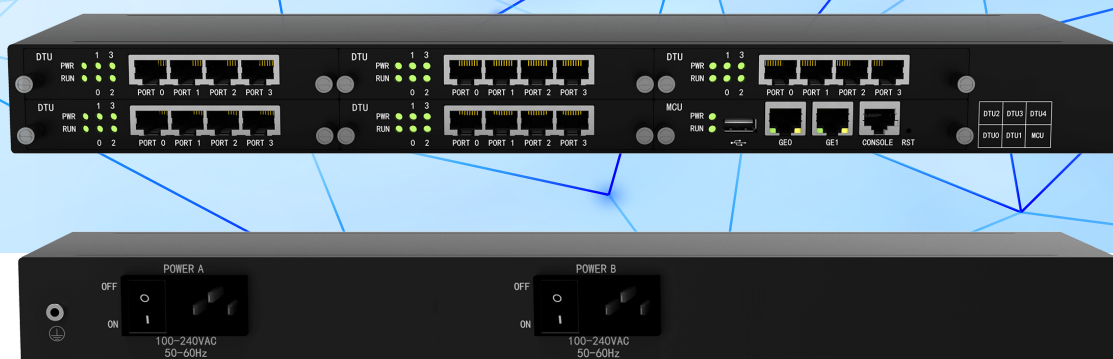 DTU 1 3
PWR
RUN
0 2 PORT 0 PORT 1 PORT 2 PORT 3
DTU 1 3
PWR
RUN
0 2 PORT 0 PORT 1 PORT 2 PORT 3
DTU 1 3
PWR
RUN
0 2 PORT 0 PORT 1 PORT 2 PORT 3
DTU 1 3
PWR
RUN
0 2 PORT 0 PORT 1 PORT 2 PORT 3
DTU 1 3
PWR
RUN
0 2 PORT 0 PORT 1 PORT 2 PORT 3
MCU
PWR
RUN
GE0 GE1 CONSOLE RST
DTU2 DTU3 DTU4
DTU0 DTU1 MCU
POWER A
OFF
ON
100-240VAC
50-60Hz
POWER B
OFF
ON
100-240VAC
50-60Hz